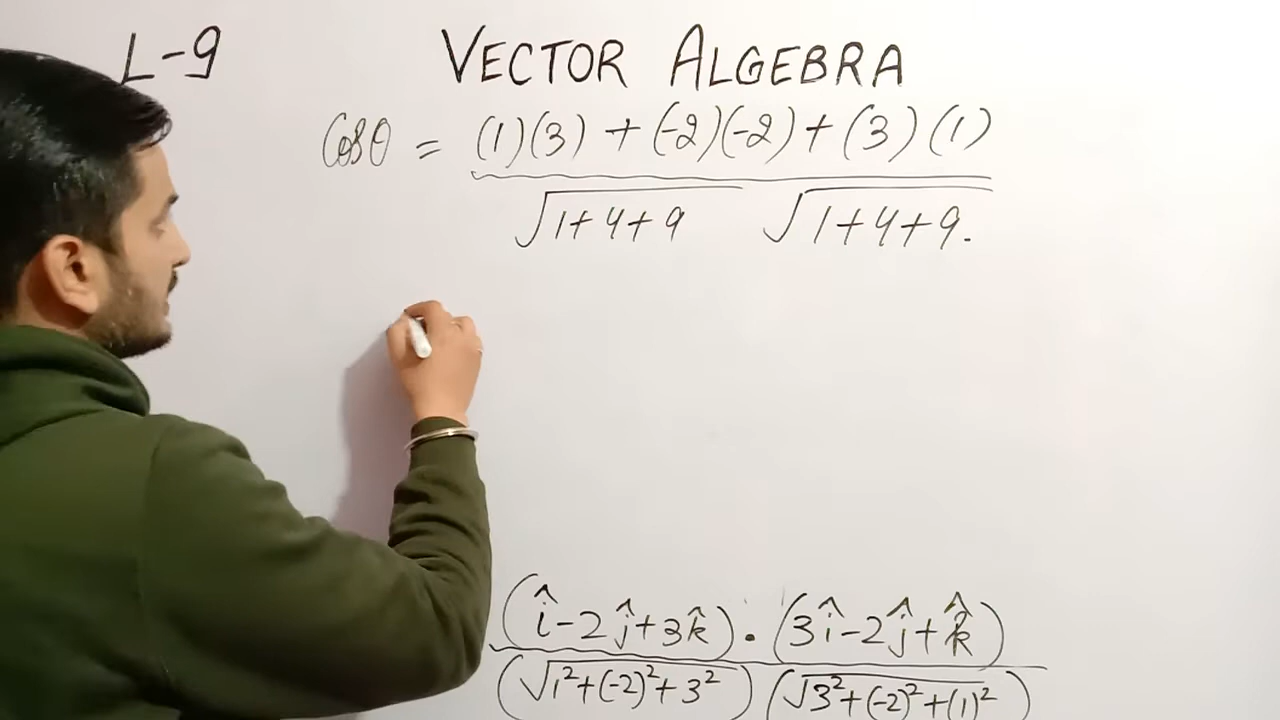 L-9
VECTOR ALGEBRA
Cosθ = (1)(3) + (-2)(-2) + (3)(1)
√1+4+9 √1+4+9.
(î-2ĵ+3k̂) . (3î-2ĵ+k̂)
(√1²+(-2)²+3²) (√3²+(-2)²+(1)²)